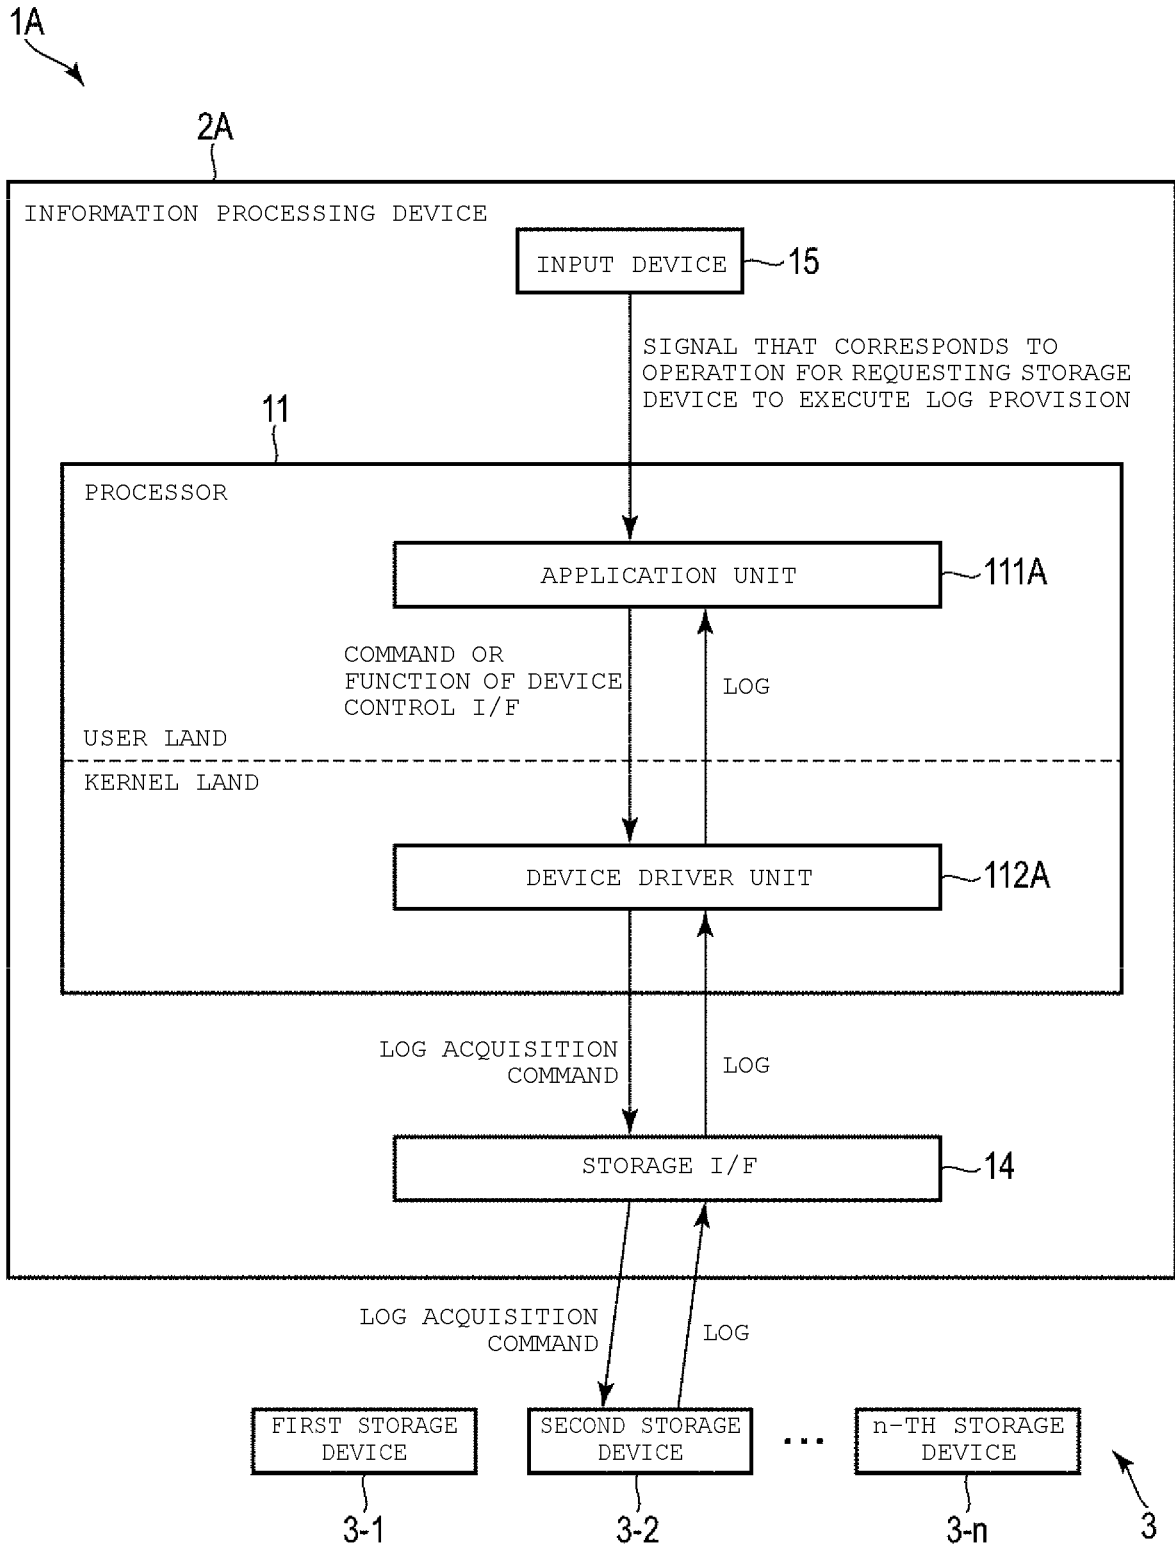 1A
2A
INFORMATION PROCESSING DEVICE
INPUT DEVICE
15
SIGNAL THAT CORRESPONDS TO
OPERATION FOR REQUESTING STORAGE
DEVICE TO EXECUTE LOG PROVISION
11
PROCESSOR
APPLICATION UNIT
111A
COMMAND OR
FUNCTION OF DEVICE
CONTROL I/F
LOG
USER LAND
KERNEL LAND
DEVICE DRIVER UNIT
112A
LOG ACQUISITION
COMMAND
LOG
STORAGE I/F
14
LOG ACQUISITION
COMMAND
LOG
FIRST STORAGE
DEVICE
SECOND STORAGE
DEVICE
...
n-TH STORAGE
DEVICE
3-1
3-2
3-n
3